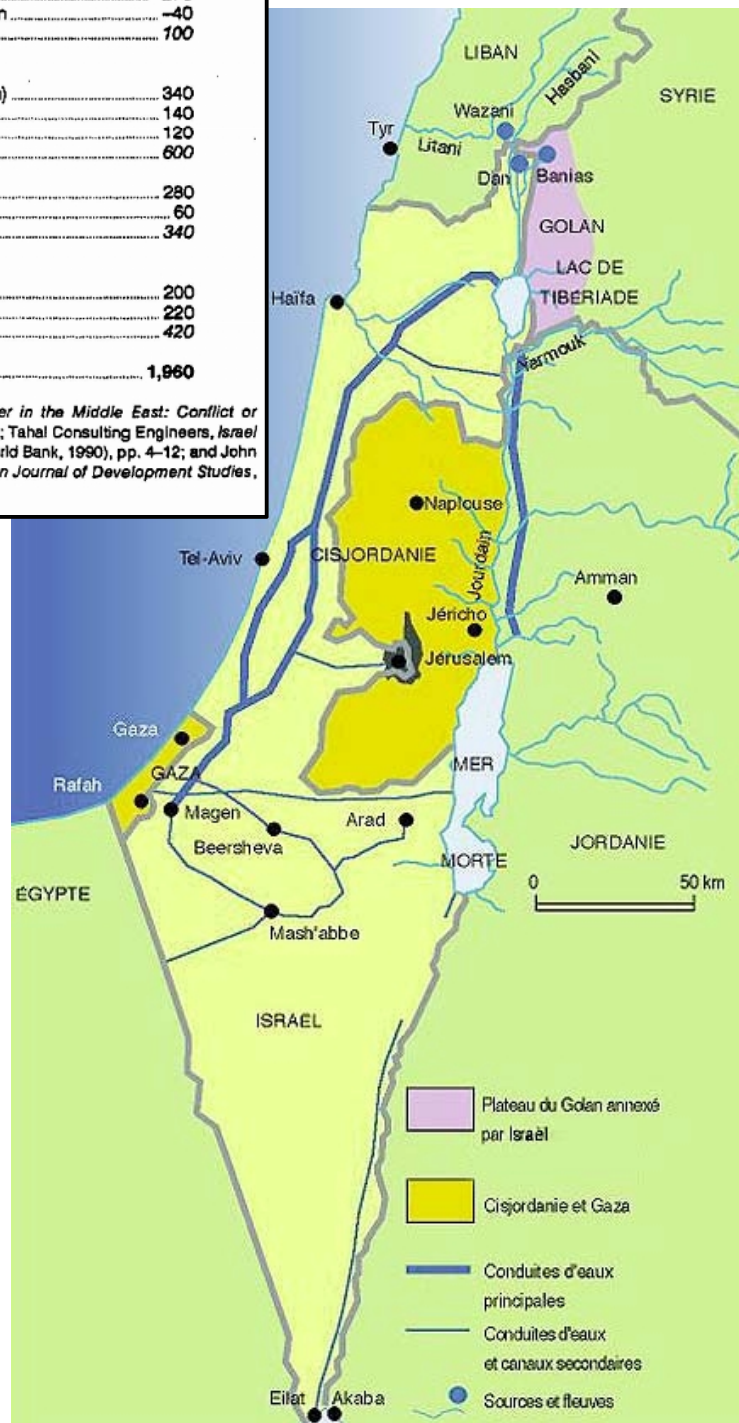 n ........ –40
100
) ........ 340
140
120
600
280
60
340
200
220
420
1,960
er in the Middle East: Conflict or
; Tahal Consulting Engineers, Israel
rld Bank, 1990), pp. 4–12; and John
n Journal of Development Studies,
LIBAN
Hasbani
SYRIE
Wazani
Tyr
Litani
Dan
Banias
GOLAN
LAC DE
TIBERIADE
Haïfa
Yarmouk
Naplouse
Tel-Aviv
CISJORDANIE
Jourdain
Amman
Jéricho
Jérusalem
Gaza
GAZA
MER
Rafah
Magen
Arad
Beersheva
MORTE
JORDANIE
ÉGYPTE
0 50 km
Mash'abbe
ISRAËL
Plateau du Golan annexé
par Israël
Cisjordanie et Gaza
Conduites d'eaux
principales
Conduites d'eaux
et canaux secondaires
Eilat Akaba
Sources et fleuves